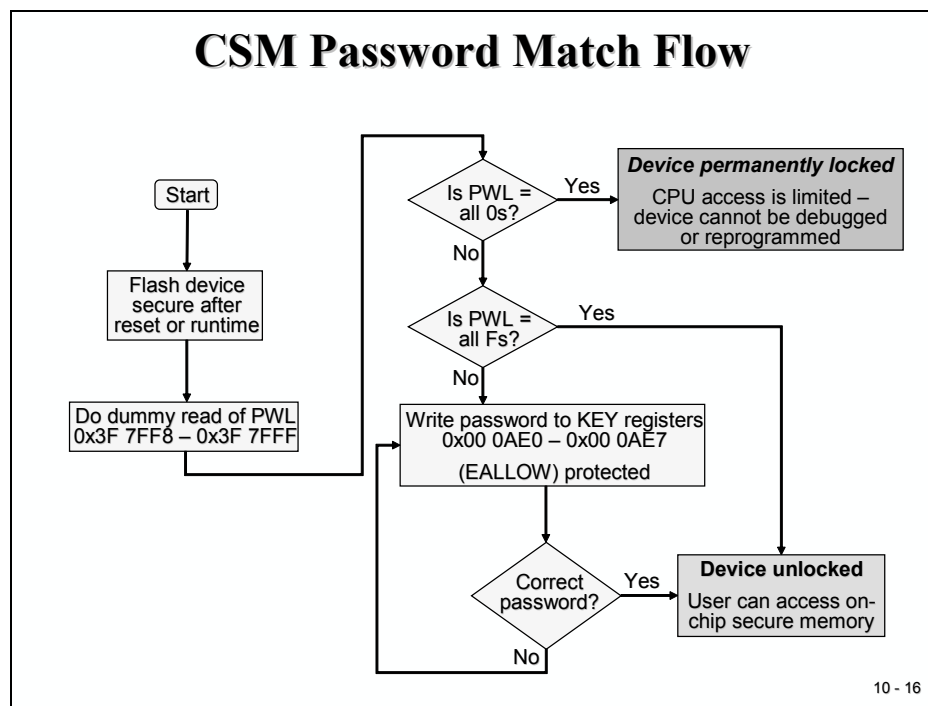 CSM Password Match Flow
Start
Flash device
secure after
reset or runtime
Do dummy read of PWL
0x3F 7FF8 – 0x3F 7FFF
Is PWL =
all 0s?
Yes
Device permanently locked
CPU access is limited –
device cannot be debugged
or reprogrammed
No
Is PWL =
all Fs?
Yes
No
Write password to KEY registers
0x00 0AE0 – 0x00 0AE7
(EALLOW) protected
Correct
password?
Yes
Device unlocked
User can access on-
chip secure memory
No
10 - 16